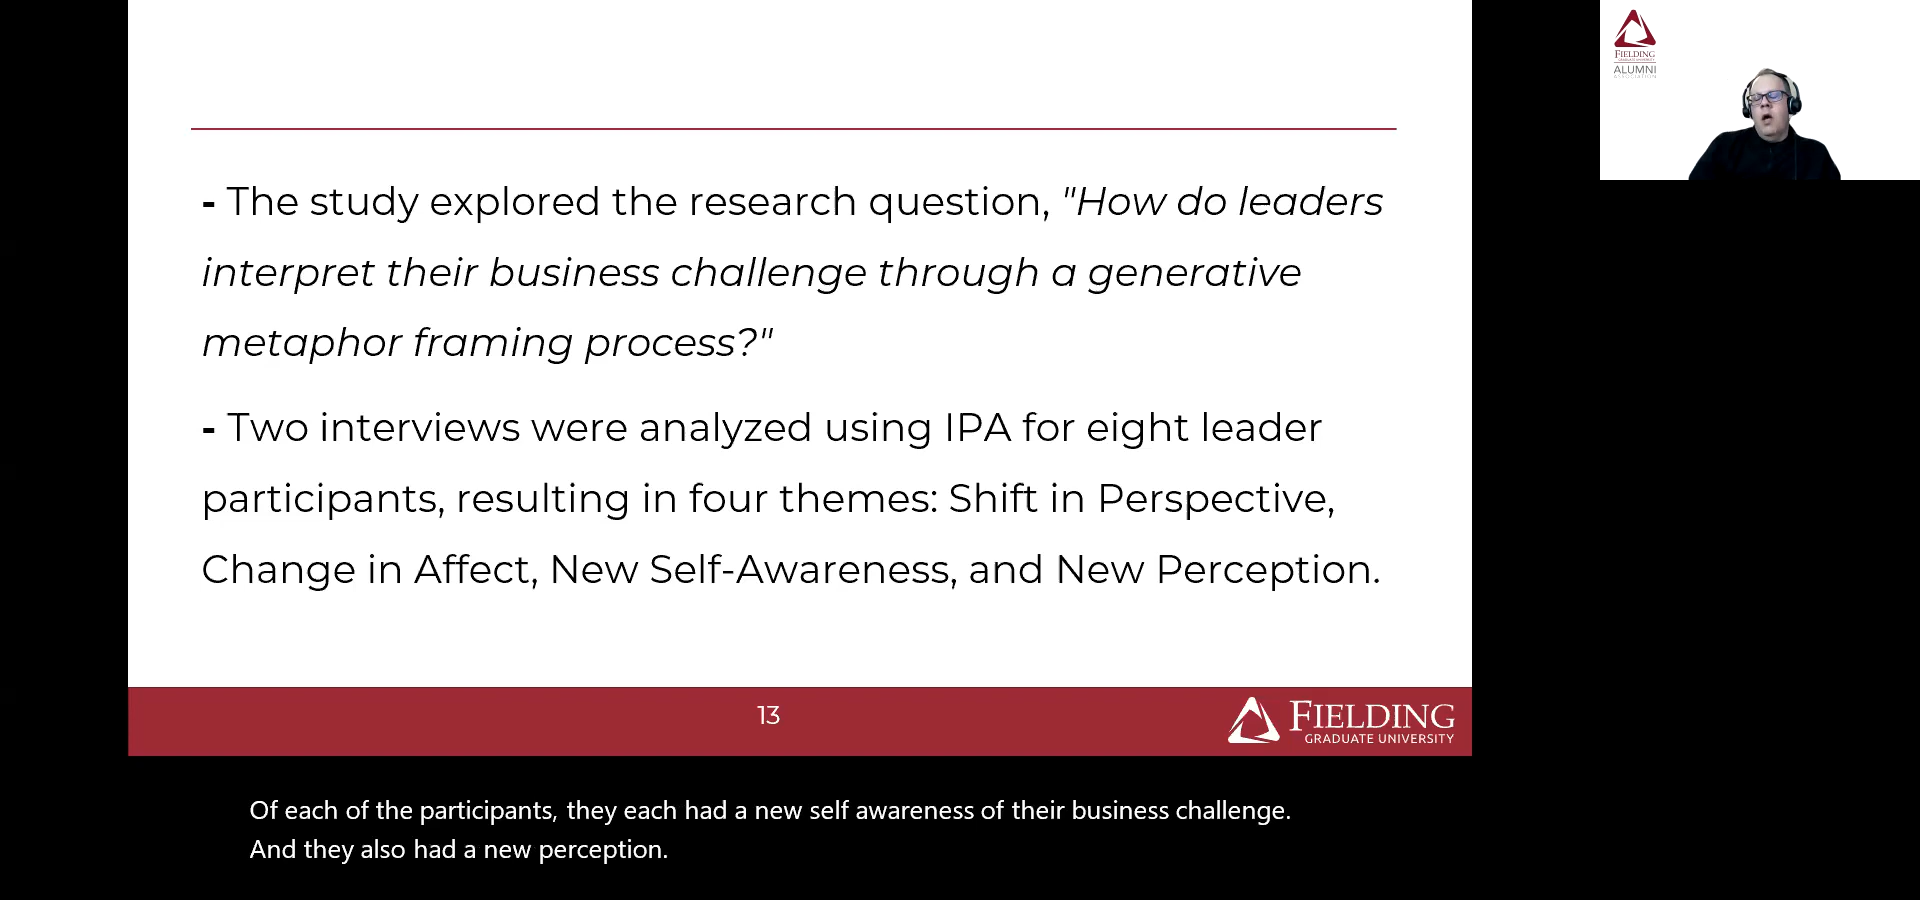 - The study explored the research question, "How do leaders
interpret their business challenge through a generative
metaphor framing process?"
- Two interviews were analyzed using IPA for eight leader
participants, resulting in four themes: Shift in Perspective,
Change in Affect, New Self-Awareness, and New Perception.
13
FIELDING
GRADUATE UNIVERSITY
FIELDING
GRADUATE UNIVERSITY
ALUMNI
ASSOCIATION
Of each of the participants, they each had a new self awareness of their business challenge.
And they also had a new perception.